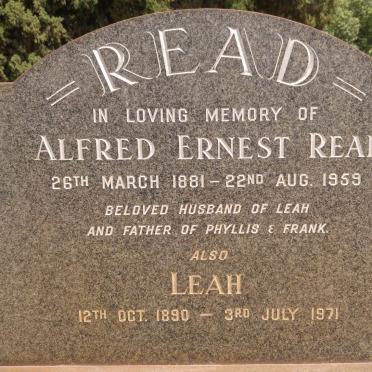 = READ =
IN LOVING MEMORY OF
ALFRED ERNEST READ
26TH MARCH 1881 – 22ND AUG. 1959
BELOVED HUSBAND OF LEAH
AND FATHER OF PHYLLIS & FRANK.
ALSO
LEAH
12TH OCT. 1890 – 3RD JULY 1971